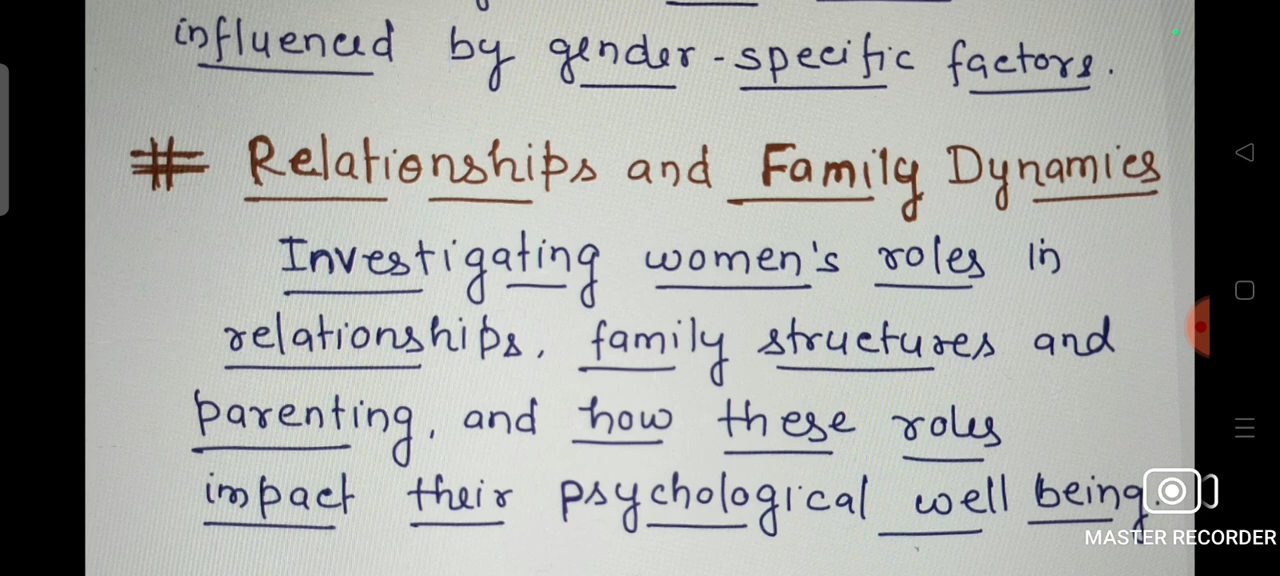 influenced by gender-specific factors.
# Relationships and Family Dynamics
Investigating women's roles in
relationships, family structures and
parenting, and how these roles
impact their psychological well being.
MASTER RECORDER